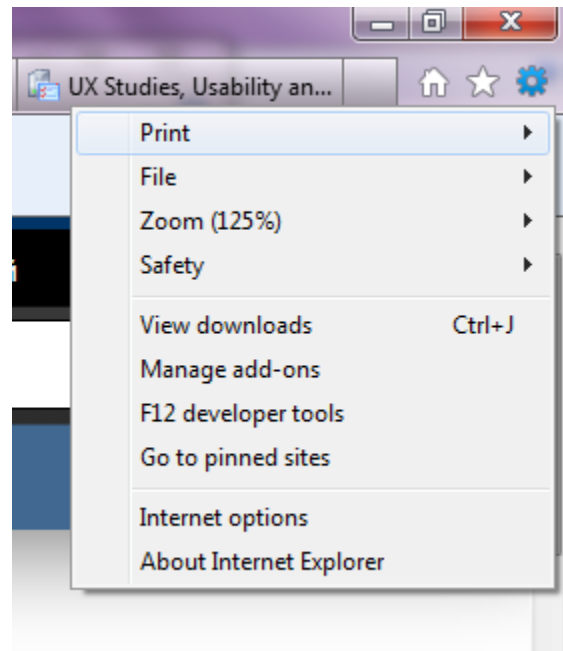 UX Studies, Usability an...
Print
File
Zoom (125%)
Safety
View downloads Ctrl+J
Manage add-ons
F12 developer tools
Go to pinned sites
Internet options
About Internet Explorer